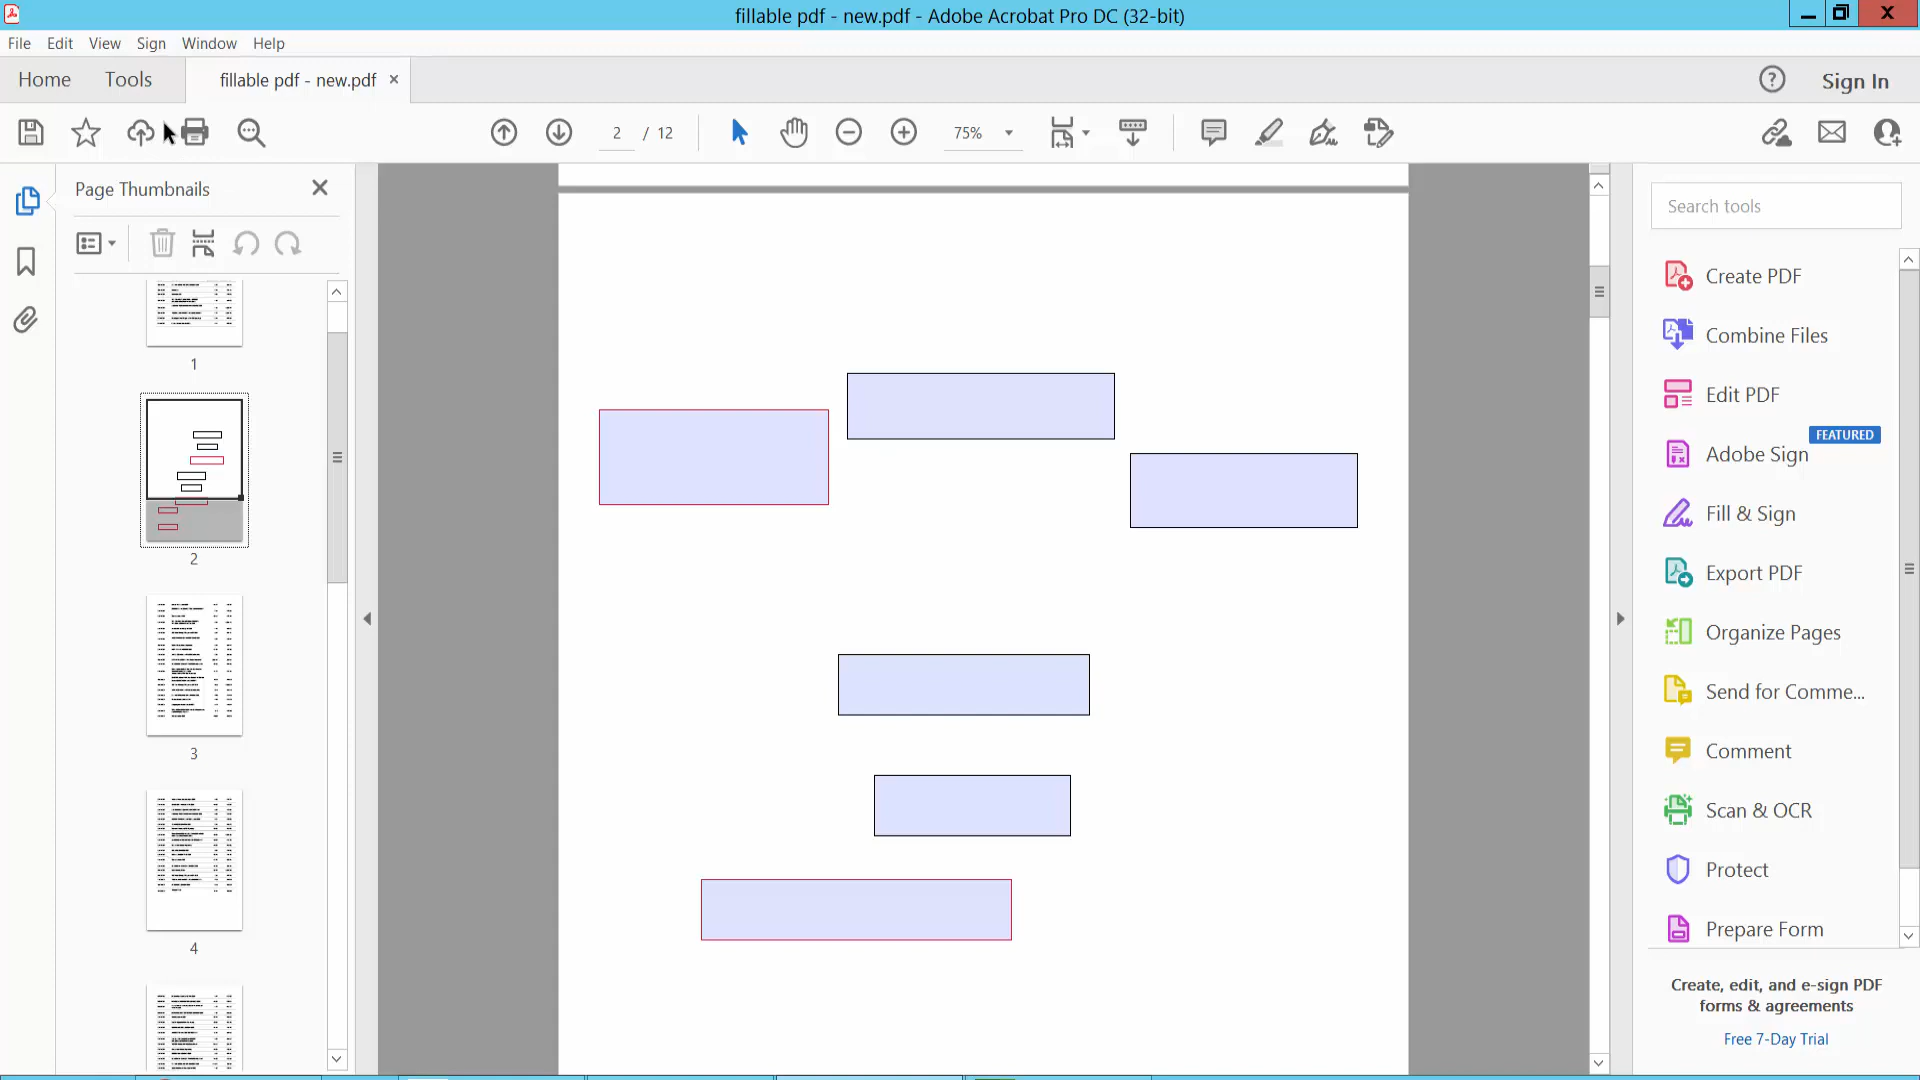 fillable pdf - new.pdf - Adobe Acrobat Pro DC (32-bit)
File Edit View Sign Window Help
Home Tools fillable pdf - new.pdf × Sign In
2 / 12 75%
Page Thumbnails
Search tools
1
2
3
4
Create PDF
Combine Files
Edit PDF
FEATURED
Adobe Sign
Fill & Sign
Export PDF
Organize Pages
Send for Comme...
Comment
Scan & OCR
Protect
Prepare Form
Create, edit, and e-sign PDF
forms & agreements
Free 7-Day Trial